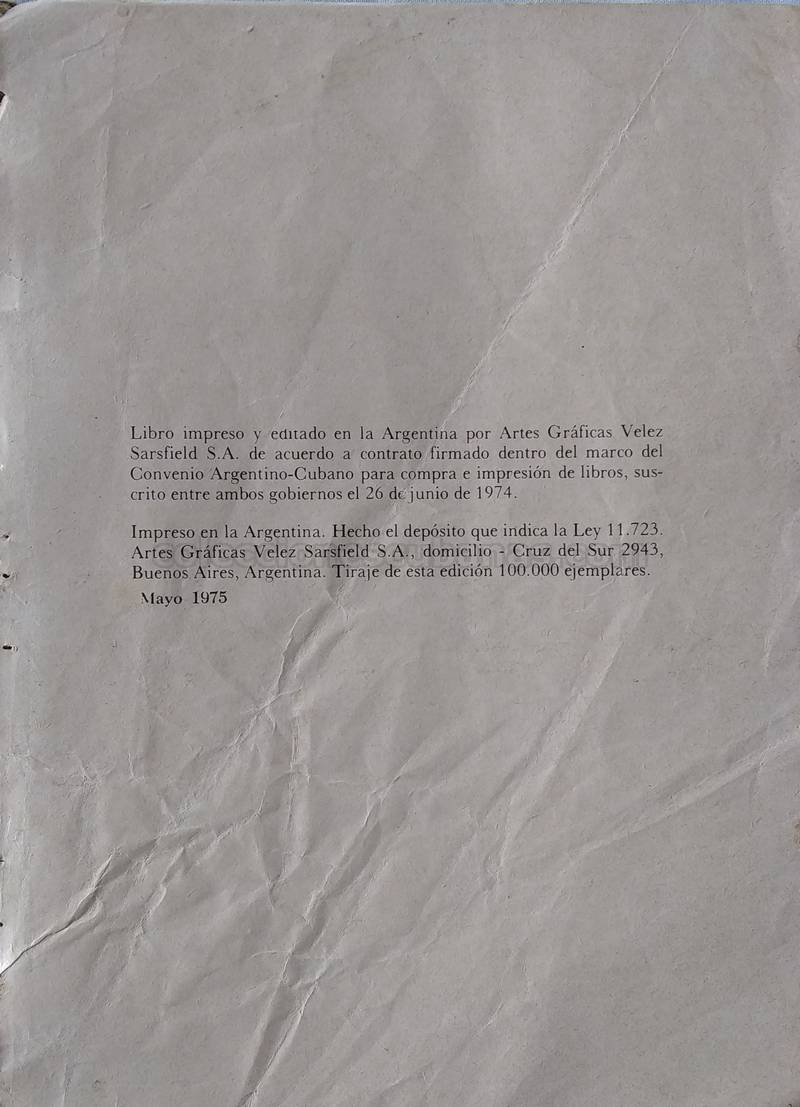 Libro impreso y editado en la Argentina por Artes Gráficas Velez
Sarsfield S.A. de acuerdo a contrato firmado dentro del marco del
Convenio Argentino-Cubano para compra e impresión de libros, sus-
crito entre ambos gobiernos el 26 de junio de 1974.
Impreso en la Argentina. Hecho el depósito que indica la Ley 11.723.
Artes Gráficas Velez Sarsfield S.A., domicilio - Cruz del Sur 2943,
Buenos Aires, Argentina. Tiraje de esta edición 100.000 ejemplares.
Mayo 1975